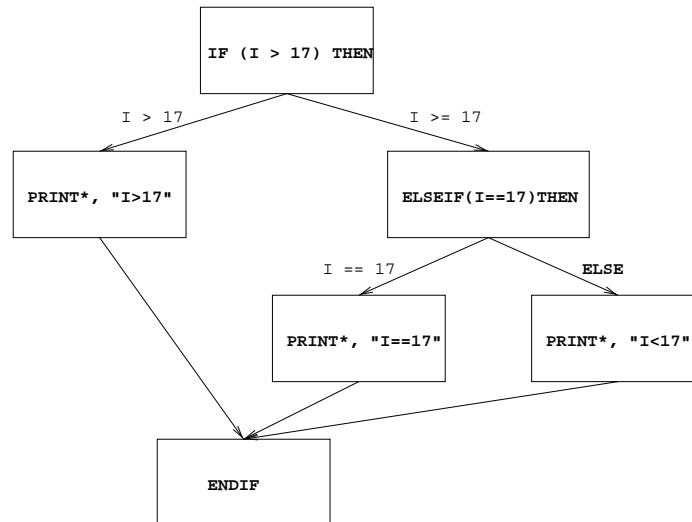 IF (I > 17) THEN
I > 17
I >= 17
PRINT*, "I>17"
ELSEIF(I==17)THEN
I == 17
ELSE
PRINT*, "I==17"
PRINT*, "I<17"
ENDIF